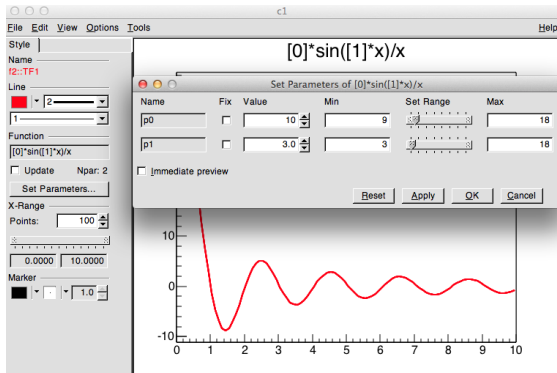 c1
File Edit View Options Tools Help
Style
Name
f2::TF1
Line
2
1
Function
[0]*sin([1]*x)/x
Update Npar: 2
Set Parameters...
X-Range
Points: 100
0.0000 10.0000
Marker
1.0
[0]*sin([1]*x)/x
Set Parameters of [0]*sin([1]*x)/x
Name Fix Value Min Set Range Max
p0 10 9 18
p1 3.0 3 18
Immediate preview
Reset Apply OK Cancel
10
0
-10
0 1 2 3 4 5 6 7 8 9 10